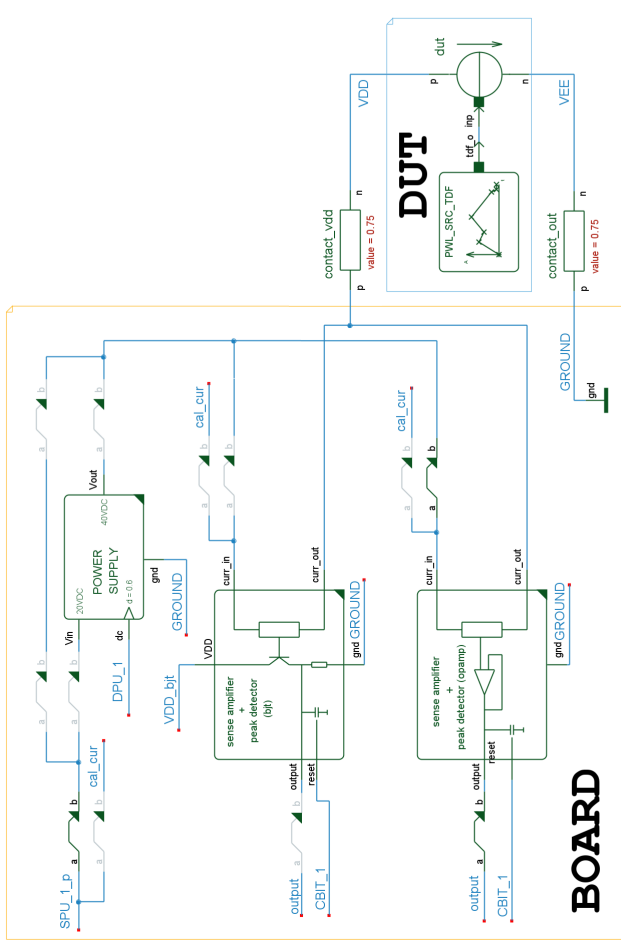 a b
a b
SPU_1_p
a b
a b
Vin
20VDC
POWER
SUPPLY
40VDC
Vout
a b
cal_cur
a b
DPU_1
dc
d = 0.6
gnd
GROUND
VDD_bjt
VDD
cal_cur
a b
a b
sense amplifier
+
peak detector
(bjt)
curr_in
curr_out
output
a b
output
reset
CBIT_1
gnd
GROUND
contact_vdd
p n
value = 0.75
VDD
cal_cur
a b
a b
sense amplifier
+
peak detector (opamp)
curr_in
curr_out
output
a b
output
reset
CBIT_1
gnd
GROUND
DUT
PWL_SRC_TDF
tdf_o
inp
dut
p
n
contact_out
p n
value = 0.75
VEE
GROUND
gnd
BOARD